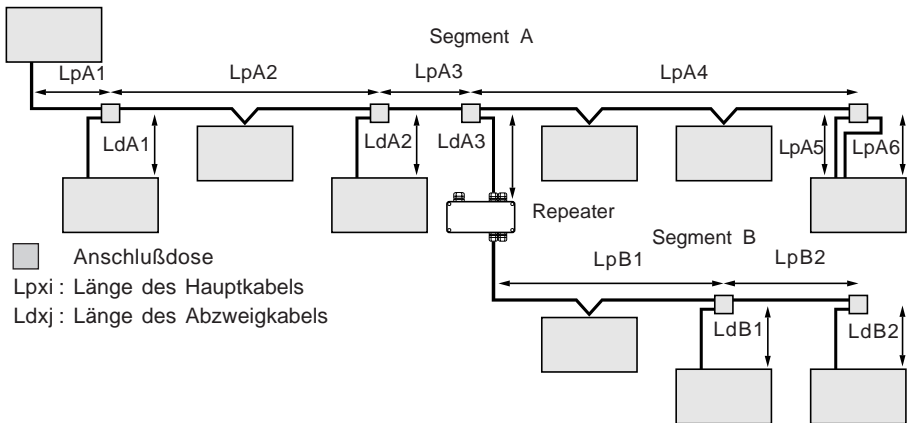 Segment A
LpA1
LpA2
LpA3
LpA4
LdA1
LdA2
LdA3
LpA5
LpA6
Repeater
Segment B
Anschlußdose
LpB1
LpB2
Lpxi : Länge des Hauptkabels
Ldxj : Länge des Abzweigkabels
LdB1
LdB2